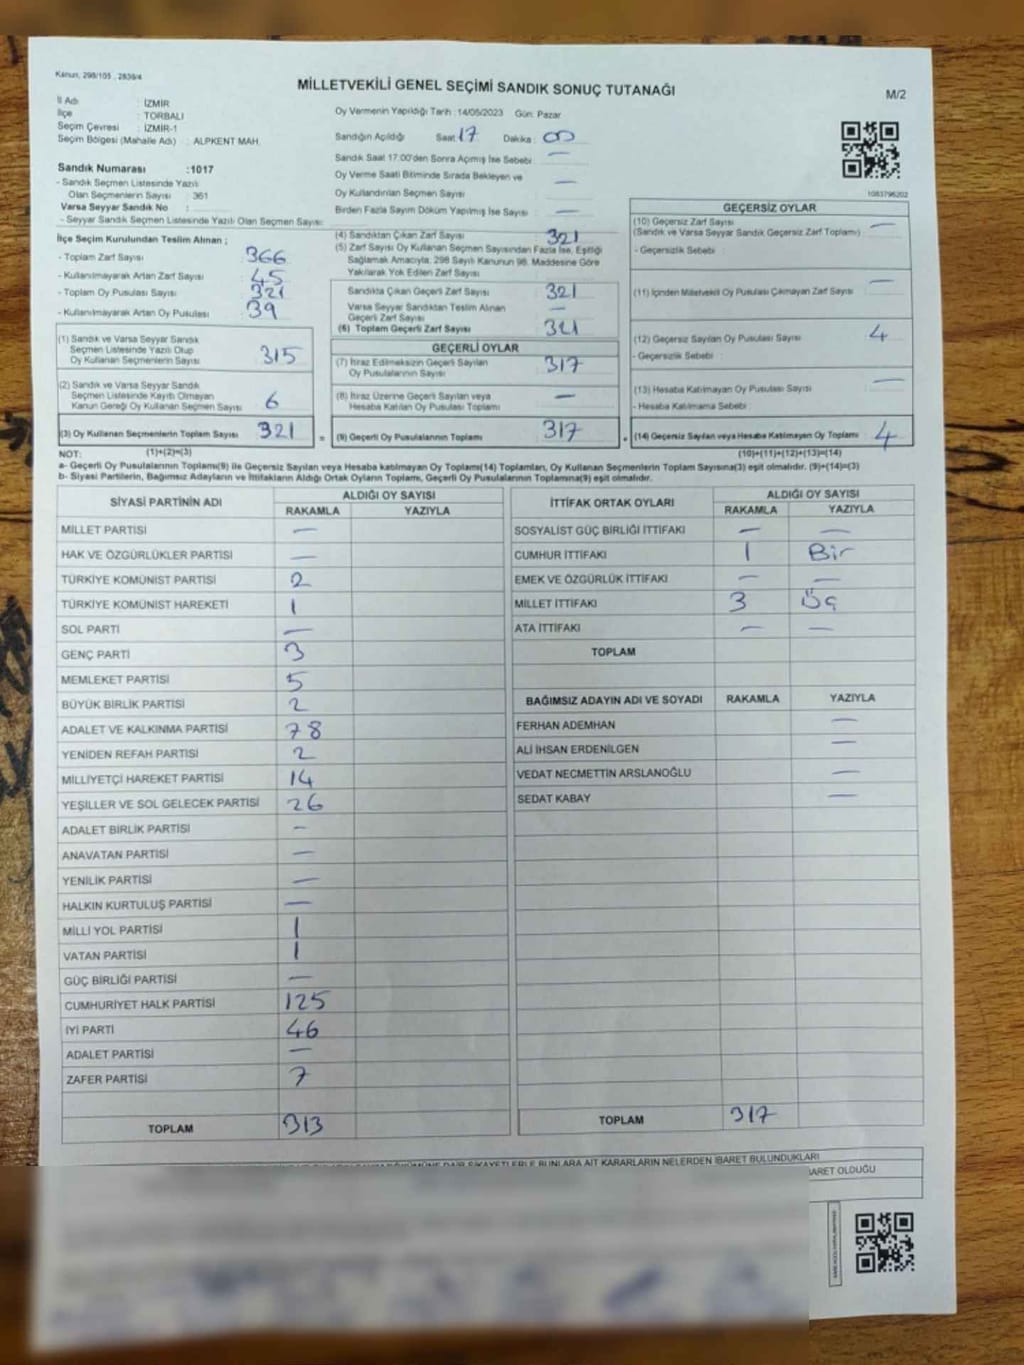 Kanun, 298/105 , 2839/4
MİLLETVEKİLİ GENEL SEÇİMİ SANDIK SONUÇ TUTANAĞI
M/2
İl Adı : İZMİR
İlçe : TORBALI
Seçim Çevresi : İZMİR-1
Seçim Bölgesi (Mahalle Adı) : ALPKENT MAH.
Oy Vermenin Yapıldığı Tarih : 14/05/2023 Gün: Pazar
Sandığın Açıldığı Saat: 17 Dakika : 00
Sandık Saat 17.00'den Sonra Açımış İse Sebebi : —
Oy Verme Saati Bitiminde Sırada Bekleyen ve
Oy Kullandırılan Seçmen Sayısı : —
Birden Fazla Sayım Döküm Yapılmış İse Sayısı : —
1083796202
Sandık Numarası : 1017
- Sandık Seçmen Listesinde Yazılı
Olan Seçmenlerin Sayısı : 361
Varsa Seyyar Sandık No :
- Seyyar Sandık Seçmen Listesinde Yazılı Olan Seçmen Sayısı:
İlçe Seçim Kurulundan Teslim Alınan ;
- Toplam Zarf Sayısı : 366
- Kullanılmayarak Artan Zarf Sayısı : 45
- Toplam Oy Pusulası Sayısı : 321
- Kullanılmayarak Artan Oy Pusulası : 39
(1) Sandık ve Varsa Seyyar Sandık
Seçmen Listesinde Yazılı Olup
Oy Kullanan Seçmenlerin Sayısı : 315
(2) Sandık ve Varsa Seyyar Sandık
Seçmen Listesinde Kayıtlı Olmayan
Kanun Gereği Oy Kullanan Seçmen Sayısı : 6
(3) Oy Kullanan Seçmenlerin Toplam Sayısı : 321
(1)+(2)=(3)
(4) Sandıktan Çıkan Zarf Sayısı : 321
(5) Zarf Sayısı Oy Kullanan Seçmen Sayısından Fazla İse, Eşitliği
Sağlamak Amacıyla, 298 Sayılı Kanunun 98. Maddesine Göre
Yakılarak Yok Edilen Zarf Sayısı :
Sandıkta Çıkan Geçerli Zarf Sayısı : 321
Varsa Seyyar Sandıktan Teslim Alınan
Geçerli Zarf Sayısı : —
(6) Toplam Geçerli Zarf Sayısı : 321
GEÇERLİ OYLAR
(7) İtiraz Edilmeksizin Geçerli Sayılan
Oy Pusulalarının Sayısı : 317
(8) İtiraz Üzerine Geçerli Sayılan veya
Hesaba Katılan Oy Pusulası Toplamı : —
= (9) Geçerli Oy Pusulalarının Toplamı : 317
GEÇERSİZ OYLAR
(10) Geçersiz Zarf Sayısı : —
(Sandık ve Varsa Seyyar Sandık Geçersiz Zarf Toplamı)
- Geçersizlik Sebebi :
(11) İçinden Milletvekili Oy Pusulası Çıkmayan Zarf Sayısı : —
(12) Geçersiz Sayılan Oy Pusulası Sayısı : 4
- Geçersizlik Sebebi :
(13) Hesaba Katılmayan Oy Pusulası Sayısı : —
- Hesaba Katılmama Sebebi :
+ (14) Geçersiz Sayılan veya Hesaba Katılmayan Oy Toplamı : 4
(10)+(11)+(12)+(13)=(14)
NOT:
a- Geçerli Oy Pusulalarının Toplamı(9) ile Geçersiz Sayılan veya Hesaba katılmayan Oy Toplamı(14) Toplamları, Oy Kullanan Seçmenlerin Toplam Sayısına(3) eşit olmalıdır. (9)+(14)=(3)
b- Siyasi Partilerin, Bağımsız Adayların ve İttifakların Aldığı Ortak Oyların Toplamı, Geçerli Oy Pusulalarının Toplamına(9) eşit olmalıdır.
SİYASİ PARTİNİN ADI ALDIĞI OY SAYISI
RAKAMLA YAZIYLA
MİLLET PARTİSİ —
HAK VE ÖZGÜRLÜKLER PARTİSİ —
TÜRKİYE KOMÜNİST PARTİSİ 2
TÜRKİYE KOMÜNİST HAREKETİ 1
SOL PARTİ —
GENÇ PARTİ 3
MEMLEKET PARTİSİ 5
BÜYÜK BİRLİK PARTİSİ 2
ADALET VE KALKINMA PARTİSİ 78
YENİDEN REFAH PARTİSİ 2
MİLLİYETÇİ HAREKET PARTİSİ 14
YEŞİLLER VE SOL GELECEK PARTİSİ 26
ADALET BİRLİK PARTİSİ —
ANAVATAN PARTİSİ —
YENİLİK PARTİSİ —
HALKIN KURTULUŞ PARTİSİ —
MİLLİ YOL PARTİSİ 1
VATAN PARTİSİ 1
GÜÇ BİRLİĞİ PARTİSİ —
CUMHURİYET HALK PARTİSİ 125
İYİ PARTİ 46
ADALET PARTİSİ —
ZAFER PARTİSİ 7
TOPLAM 313
İTTİFAK ORTAK OYLARI ALDIĞI OY SAYISI
RAKAMLA YAZIYLA
SOSYALİST GÜÇ BİRLİĞİ İTTİFAKI — —
CUMHUR İTTİFAKI 1 Bir
EMEK VE ÖZGÜRLÜK İTTİFAKI — —
MİLLET İTTİFAKI 3 Üç
ATA İTTİFAKI — —
TOPLAM
BAĞIMSIZ ADAYIN ADI VE SOYADI RAKAMLA YAZIYLA
FERHAN ADEMHAN —
ALİ İHSAN ERDENİLGEN —
VEDAT NECMETTİN ARSLANOĞLU —
SEDAT KABAY —
TOPLAM 317
ŞİKAYETLERLE BUNLARA AİT KARARLARIN NELERDEN İBARET BULUNDUKLARI
BARET OLDUĞU